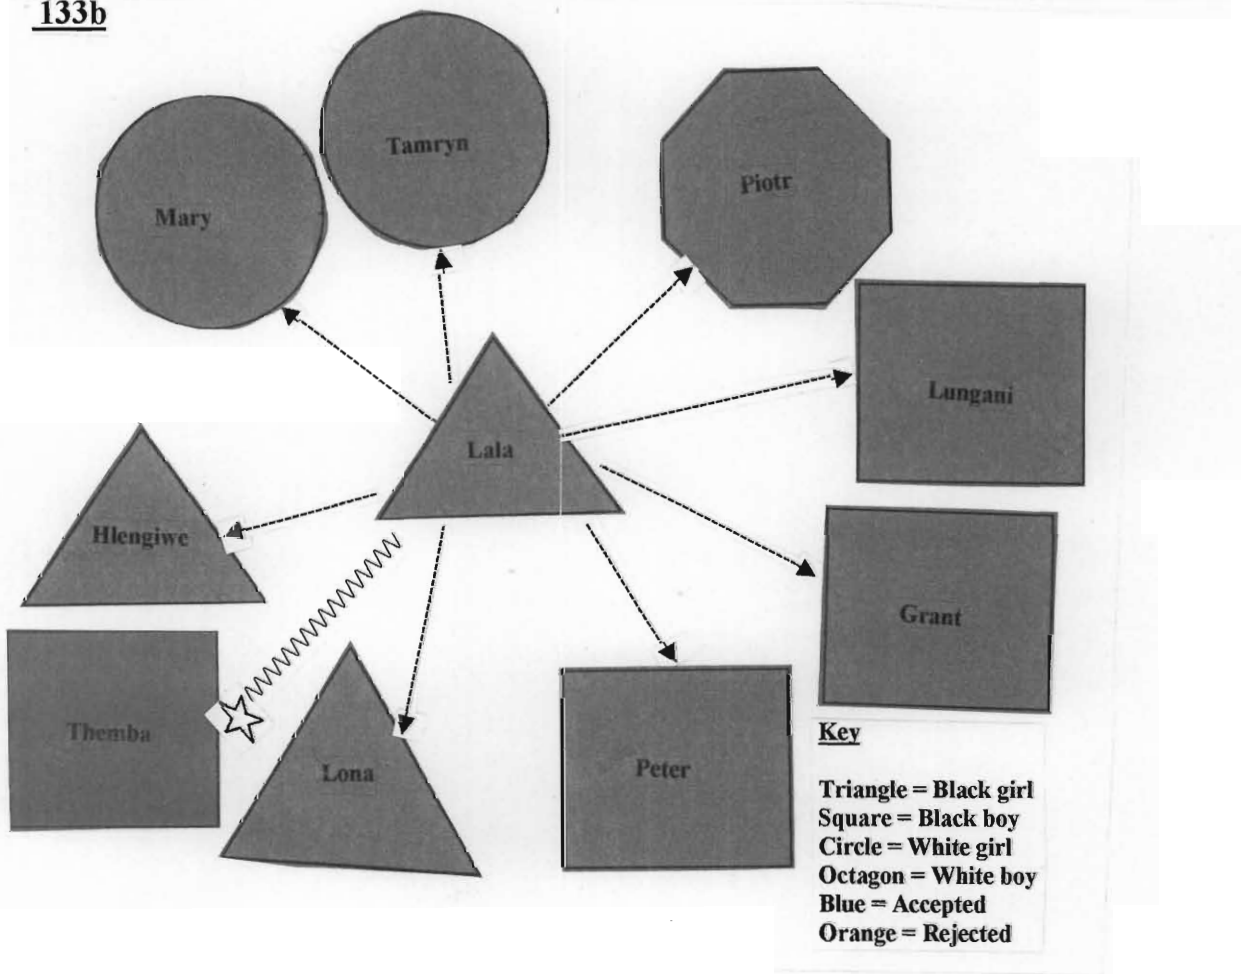 133b
Tamryn
Piotr
Mary
Lungani
Lala
Hlengiwe
Grant
Themba
Lona
Peter
Key
Triangle = Black girl
Square = Black boy
Circle = White girl
Octagon = White boy
Blue = Accepted
Orange = Rejected